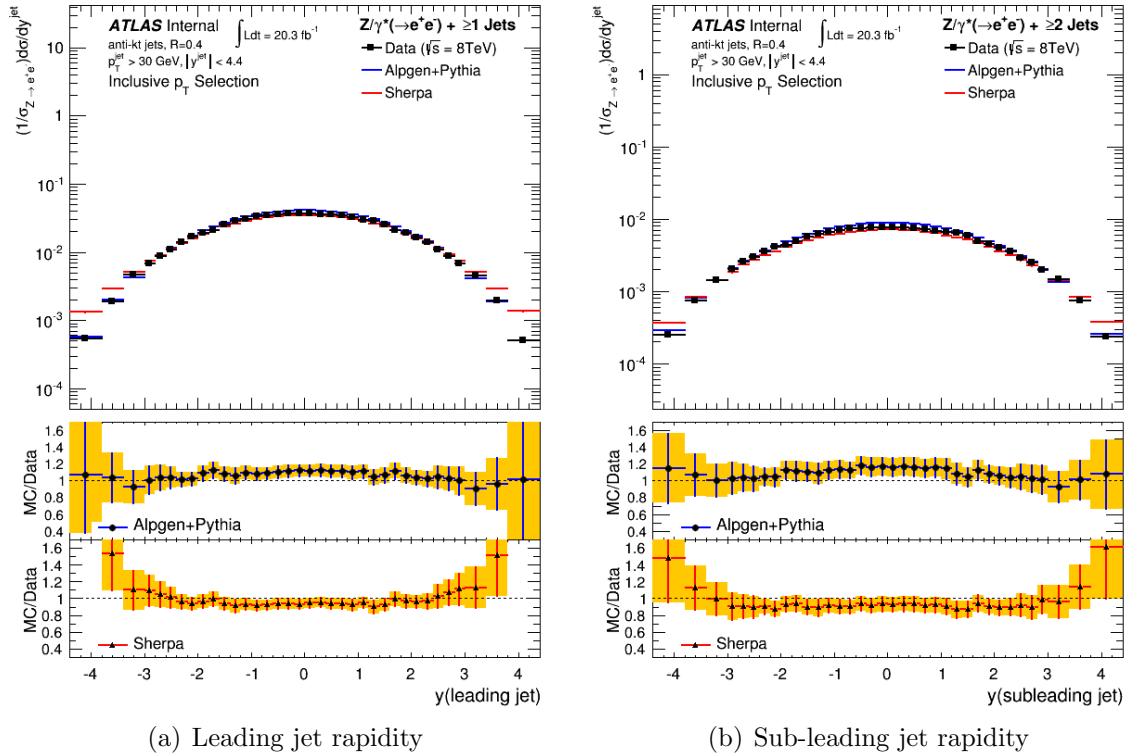 ATLAS Internal
anti-kt jets, R=0.4
∫Ldt = 20.3 fb⁻¹
p_T^jet > 30 GeV, |y^jet| < 4.4
Inclusive p_T Selection
Z/γ*(→e⁺e⁻) + ≥1 Jets
Data (√s = 8TeV)
Alpgen+Pythia
Sherpa
(1/σ_{Z→e⁺e⁻})dσ/dy^jet
10
1
10⁻¹
10⁻²
10⁻³
10⁻⁴
MC/Data
1.6
1.4
1.2
1
0.8
0.6
0.4
Alpgen+Pythia
MC/Data
1.6
1.4
1.2
1
0.8
0.6
0.4
Sherpa
-4 -3 -2 -1 0 1 2 3 4
y(leading jet)
(a) Leading jet rapidity
ATLAS Internal
anti-kt jets, R=0.4
∫Ldt = 20.3 fb⁻¹
p_T^jet > 30 GeV, |y^jet| < 4.4
Inclusive p_T Selection
Z/γ*(→e⁺e⁻) + ≥2 Jets
Data (√s = 8TeV)
Alpgen+Pythia
Sherpa
(1/σ_{Z→e⁺e⁻})dσ/dy^jet
1
10⁻¹
10⁻²
10⁻³
10⁻⁴
MC/Data
1.6
1.4
1.2
1
0.8
0.6
0.4
Alpgen+Pythia
MC/Data
1.6
1.4
1.2
1
0.8
0.6
0.4
Sherpa
-4 -3 -2 -1 0 1 2 3 4
y(subleading jet)
(b) Sub-leading jet rapidity